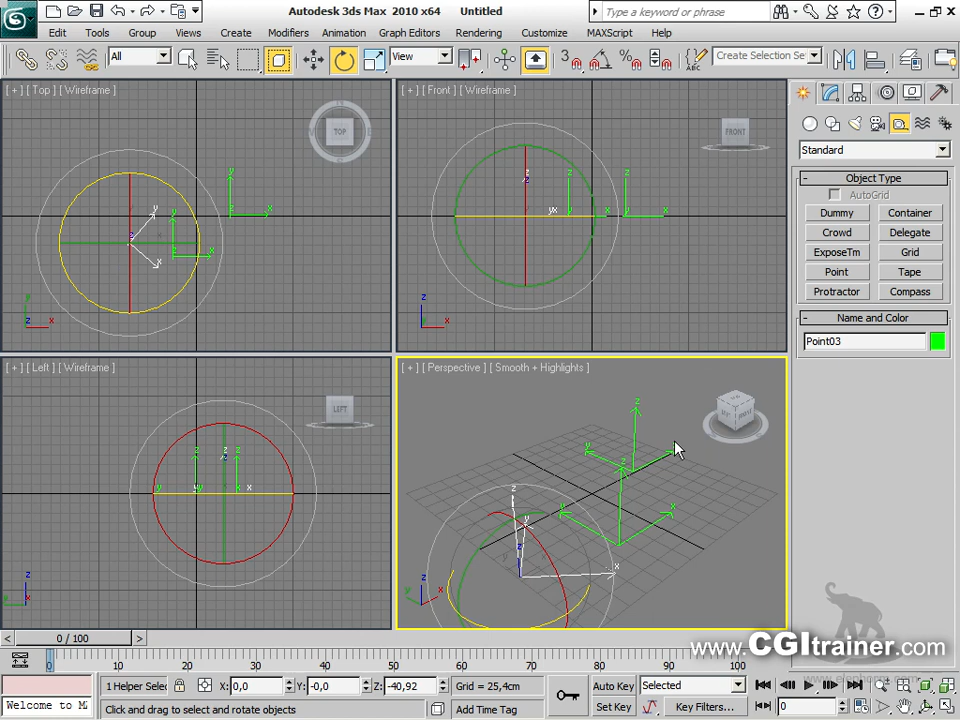 Autodesk 3ds Max 2010 x64 Untitled
Type a keyword or phrase
Edit Tools Group Views Create Modifiers Animation Graph Editors Rendering Customize MAXScript Help
All View 3 ABC Create Selection Se
[ + ] [ Top ] [ Wireframe ]
TOP
[ + ] [ Front ] [ Wireframe ]
FRONT
[ + ] [ Left ] [ Wireframe ]
LEFT
[ + ] [ Perspective ] [ Smooth + Highlights ]
Standard
- Object Type
AutoGrid
Dummy Container
Crowd Delegate
ExposeTm Grid
Point Tape
Protractor Compass
- Name and Color
Point03
www.CGItrainer.com
< 0 / 100 >
0 10 20 30 40 50 60 70 80 90 100
1 Helper Selec X: 0,0 Y: -0,0 Z: -40,92 Grid = 25,4cm Auto Key Selected
Welcome to M Click and drag to select and rotate objects Add Time Tag Set Key Key Filters... 0